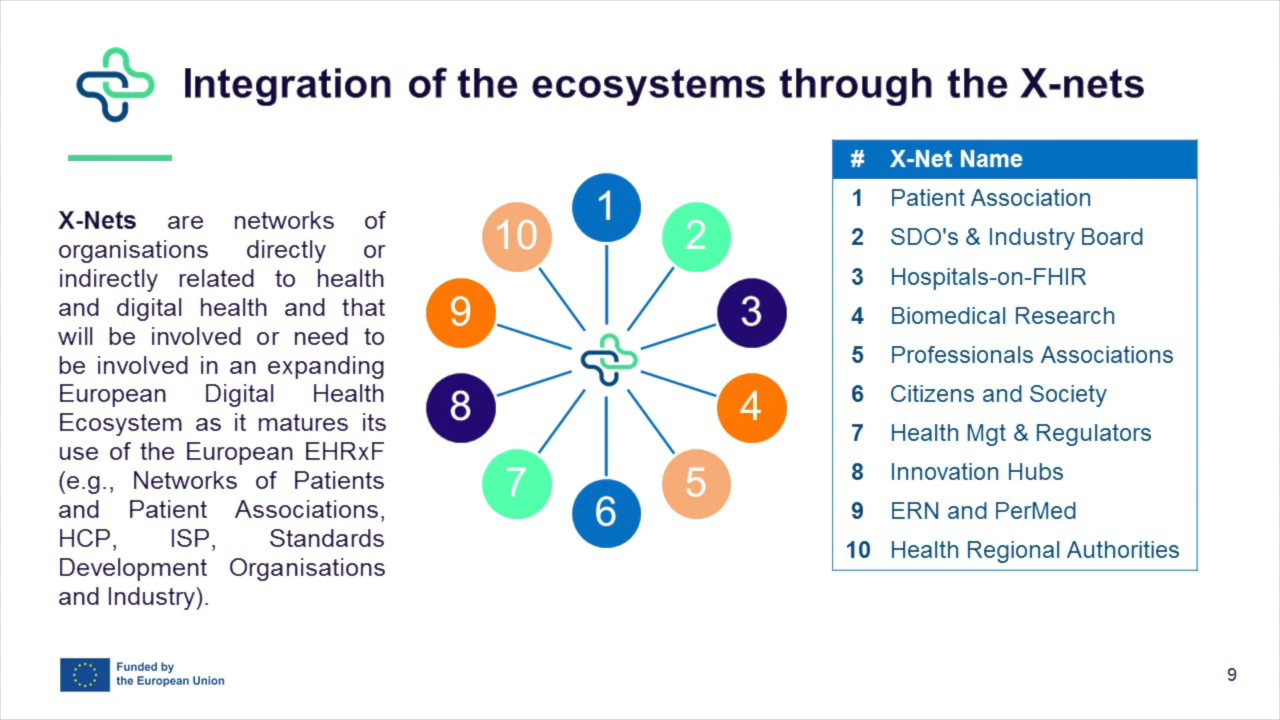 Integration of the ecosystems through the X-nets
X-Nets are networks of
organisations directly or
indirectly related to health
and digital health and that
will be involved or need to
be involved in an expanding
European Digital Health
Ecosystem as it matures its
use of the European EHRxF
(e.g., Networks of Patients
and Patient Associations,
HCP, ISP, Standards
Development Organisations
and Industry).
1
2
3
4
5
6
7
8
9
10
# X-Net Name
1 Patient Association
2 SDO's & Industry Board
3 Hospitals-on-FHIR
4 Biomedical Research
5 Professionals Associations
6 Citizens and Society
7 Health Mgt & Regulators
8 Innovation Hubs
9 ERN and PerMed
10 Health Regional Authorities
Funded by
the European Union
9